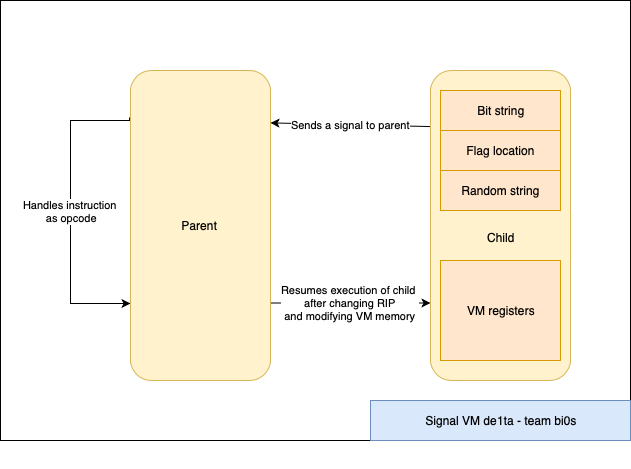 Bit string
Flag location
Random string
Sends a signal to parent
Handles instruction
as opcode
Parent
Child
Resumes execution of child
after changing RIP
and modifying VM memory
VM registers
Signal VM de1ta - team bi0s